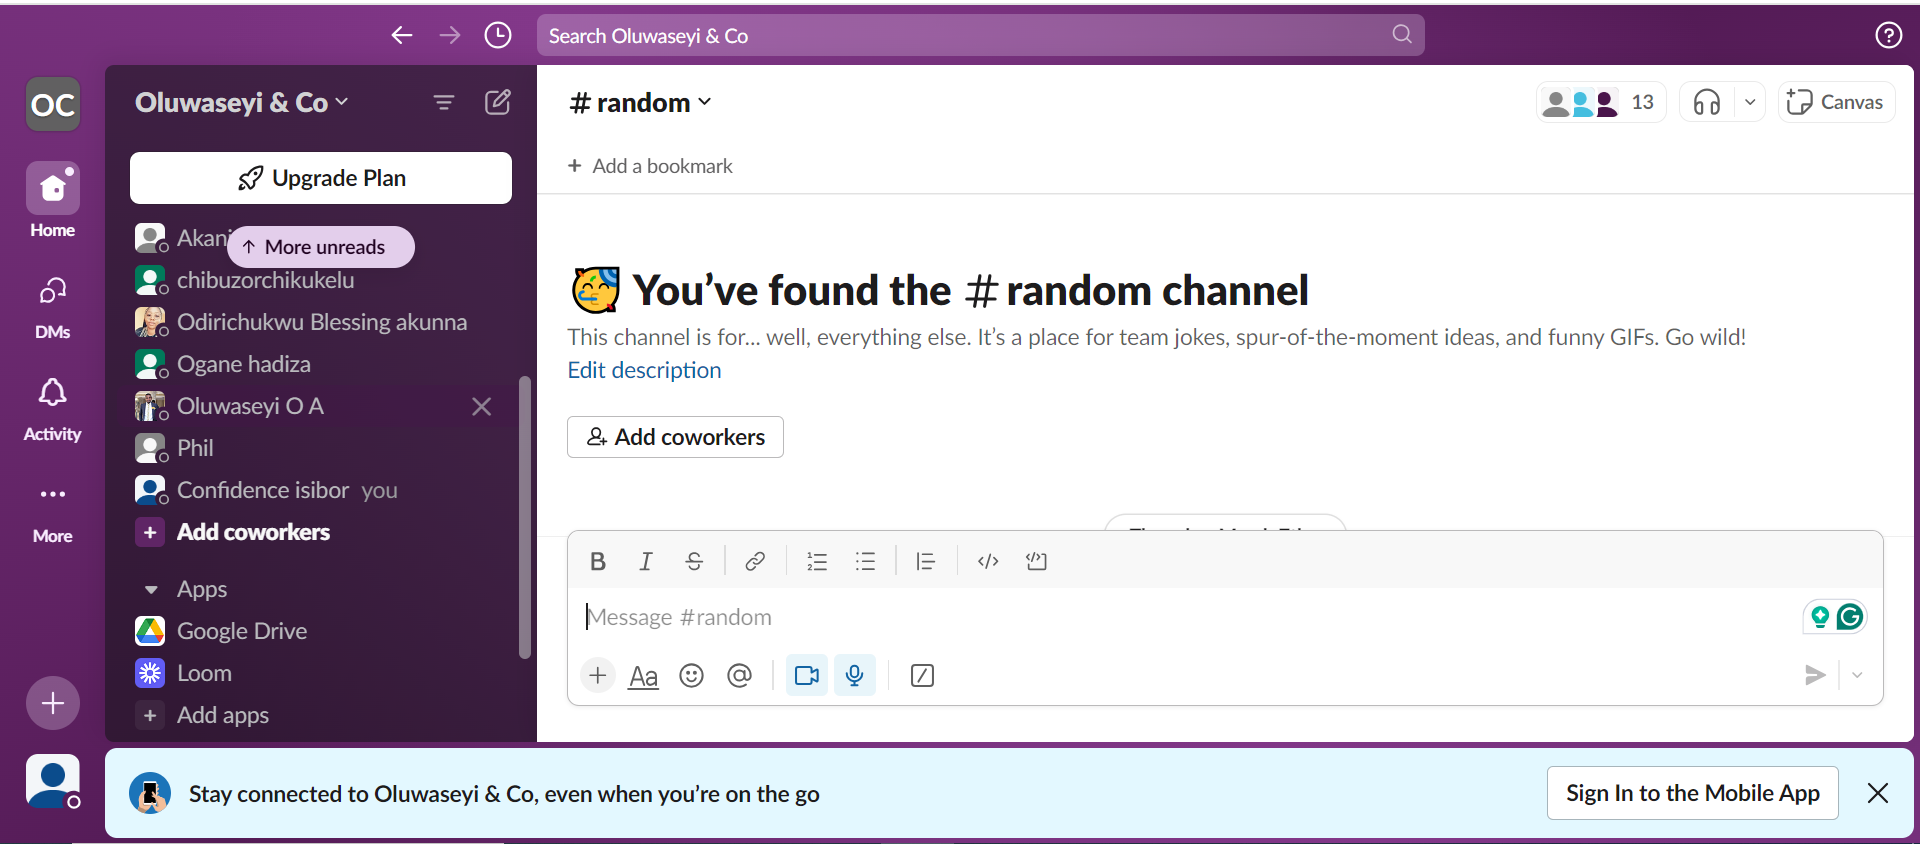 Search Oluwaseyi & Co
OC
Home
DMs
Activity
More
Oluwaseyi & Co
Upgrade Plan
Akani
More unreads
chibuzorchikukelu
Odirichukwu Blessing akunna
Ogane hadiza
Oluwaseyi O A
Phil
Confidence isibor you
Add coworkers
Apps
Google Drive
Loom
Add apps
# random
13
Canvas
+ Add a bookmark
You’ve found the # random channel
This channel is for... well, everything else. It’s a place for team jokes, spur-of-the-moment ideas, and funny GIFs. Go wild!
Edit description
Add coworkers
B I S
Message #random
Aa @
Stay connected to Oluwaseyi & Co, even when you’re on the go
Sign In to the Mobile App